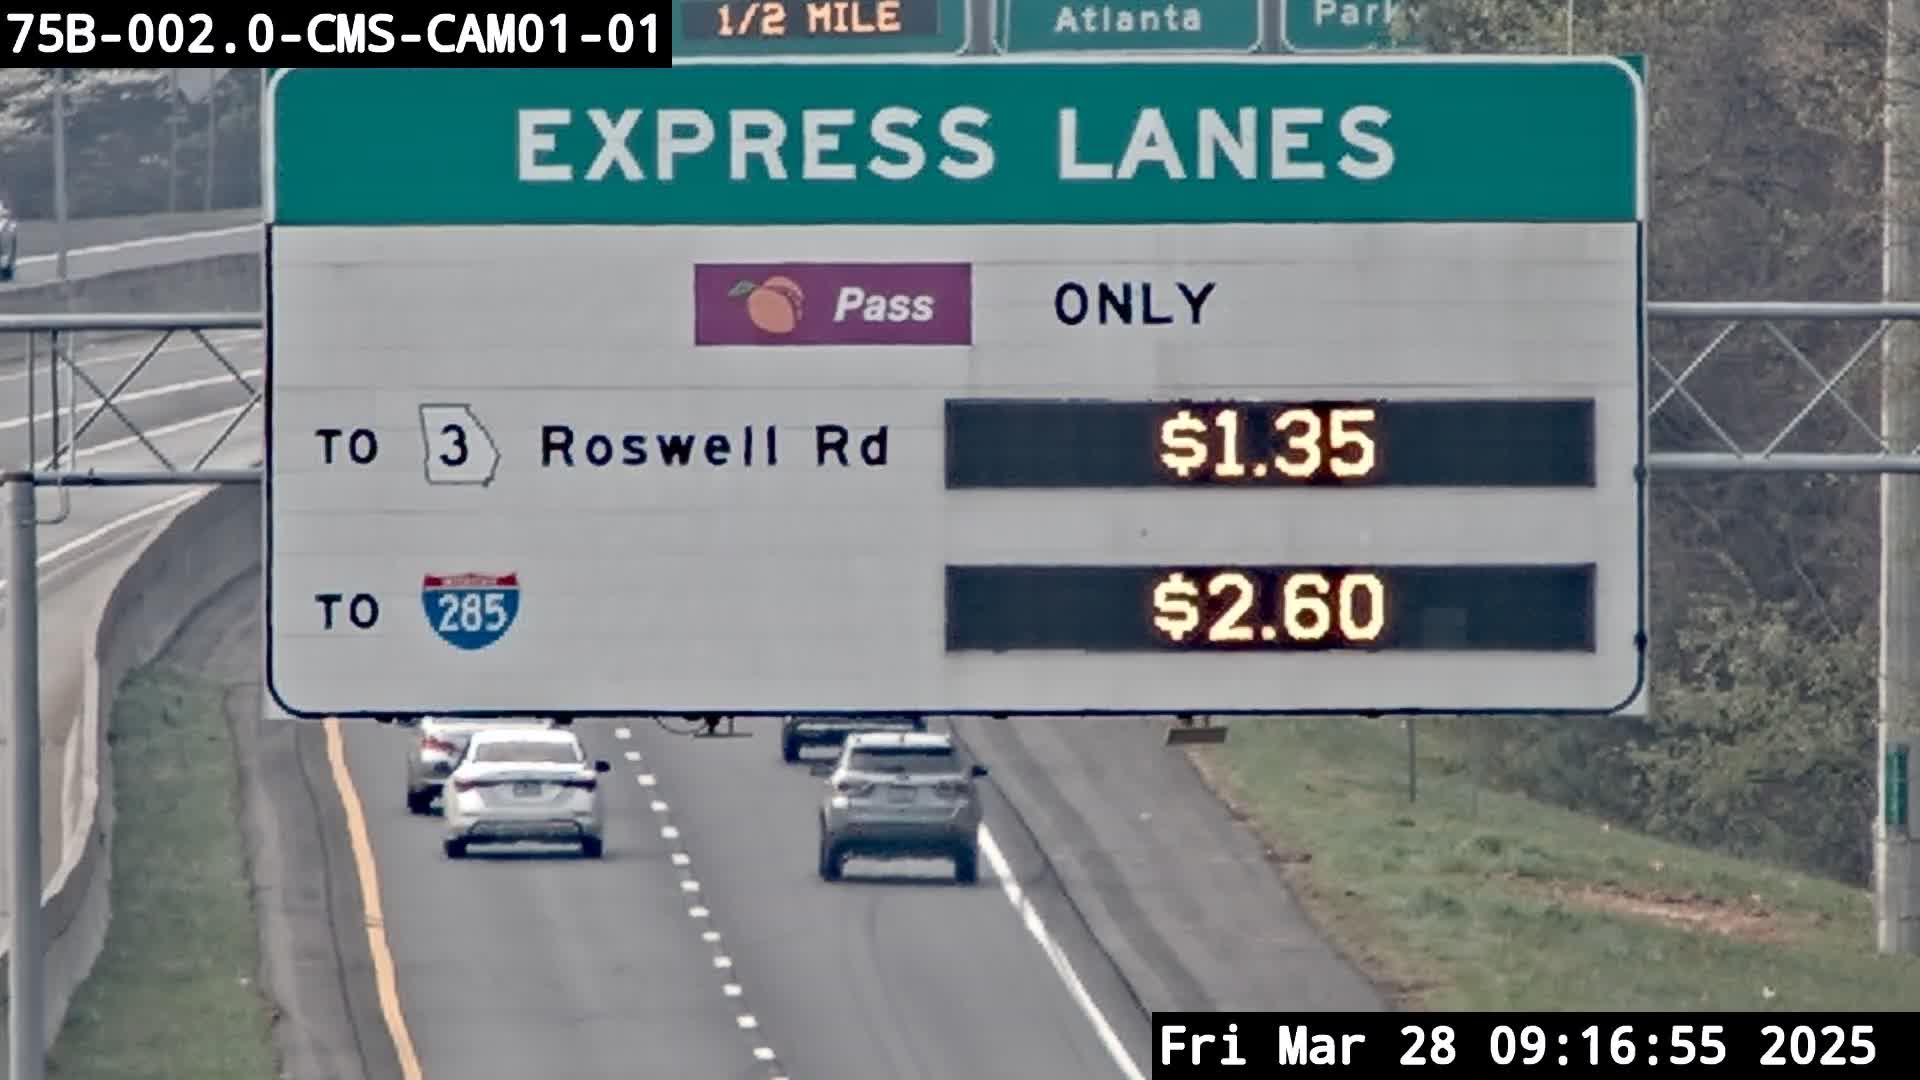 75B-002.0-CMS-CAM01-01
1/2 MILE
Atlanta
EXPRESS LANES
Pass ONLY
TO 3 Roswell Rd $1.35
TO 285 $2.60
Fri Mar 28 09:16:55 2025